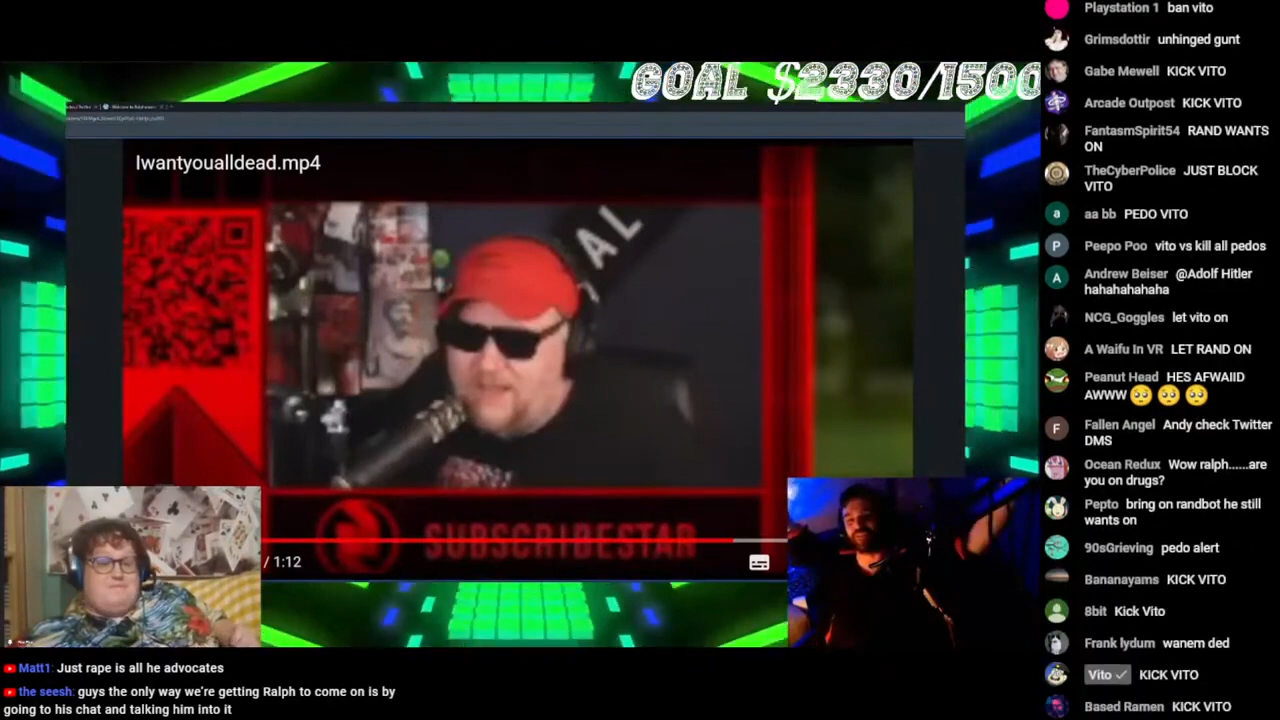 GOAL $2330/1500
Iwantyoualldead.mp4
AL
SUBSCRIBESTAR
/ 1:12
Matt1: Just rape is all he advocates
the seesh: guys the only way we're getting Ralph to come on is by
going to his chat and talking him into it
Playstation 1 ban vito
Grimsdottir unhinged gunt
Gabe Mewell KICK VITO
Arcade Outpost KICK VITO
FantasmSpirit54 RAND WANTS
ON
TheCyberPolice JUST BLOCK
VITO
aa bb PEDO VITO
Peepo Poo vito vs kill all pedos
Andrew Beiser @Adolf Hitler
hahahahahaha
NCG_Goggles let vito on
A Waifu In VR LET RAND ON
Peanut Head HES AFWAIID
AWWW 🥺 🥺 🥺
Fallen Angel Andy check Twitter
DMS
Ocean Redux Wow ralph......are
you on drugs?
Pepto bring on randbot he still
wants on
90sGrieving pedo alert
Bananayams KICK VITO
8bit Kick Vito
Frank lydum wanem ded
Vito ✓ KICK VITO
Based Ramen KICK VITO